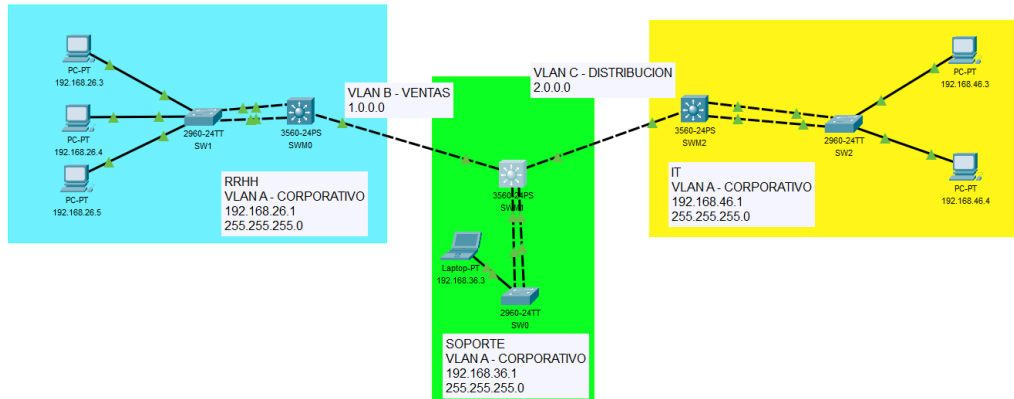 PC-PT
192.168.26.3
PC-PT
192.168.26.4
PC-PT
192.168.26.5
2960-24TT
SW1
3560-24PS
SWM0
RRHH
VLAN A - CORPORATIVO
192.168.26.1
255.255.255.0
VLAN B - VENTAS
1.0.0.0
VLAN C - DISTRIBUCION
2.0.0.0
3560-24PS
SWM1
Laptop-PT
192.168.36.3
2960-24TT
SW0
SOPORTE
VLAN A - CORPORATIVO
192.168.36.1
255.255.255.0
3560-24PS
SWM2
2960-24TT
SW2
IT
VLAN A - CORPORATIVO
192.168.46.1
255.255.255.0
PC-PT
192.168.46.3
PC-PT
192.168.46.4